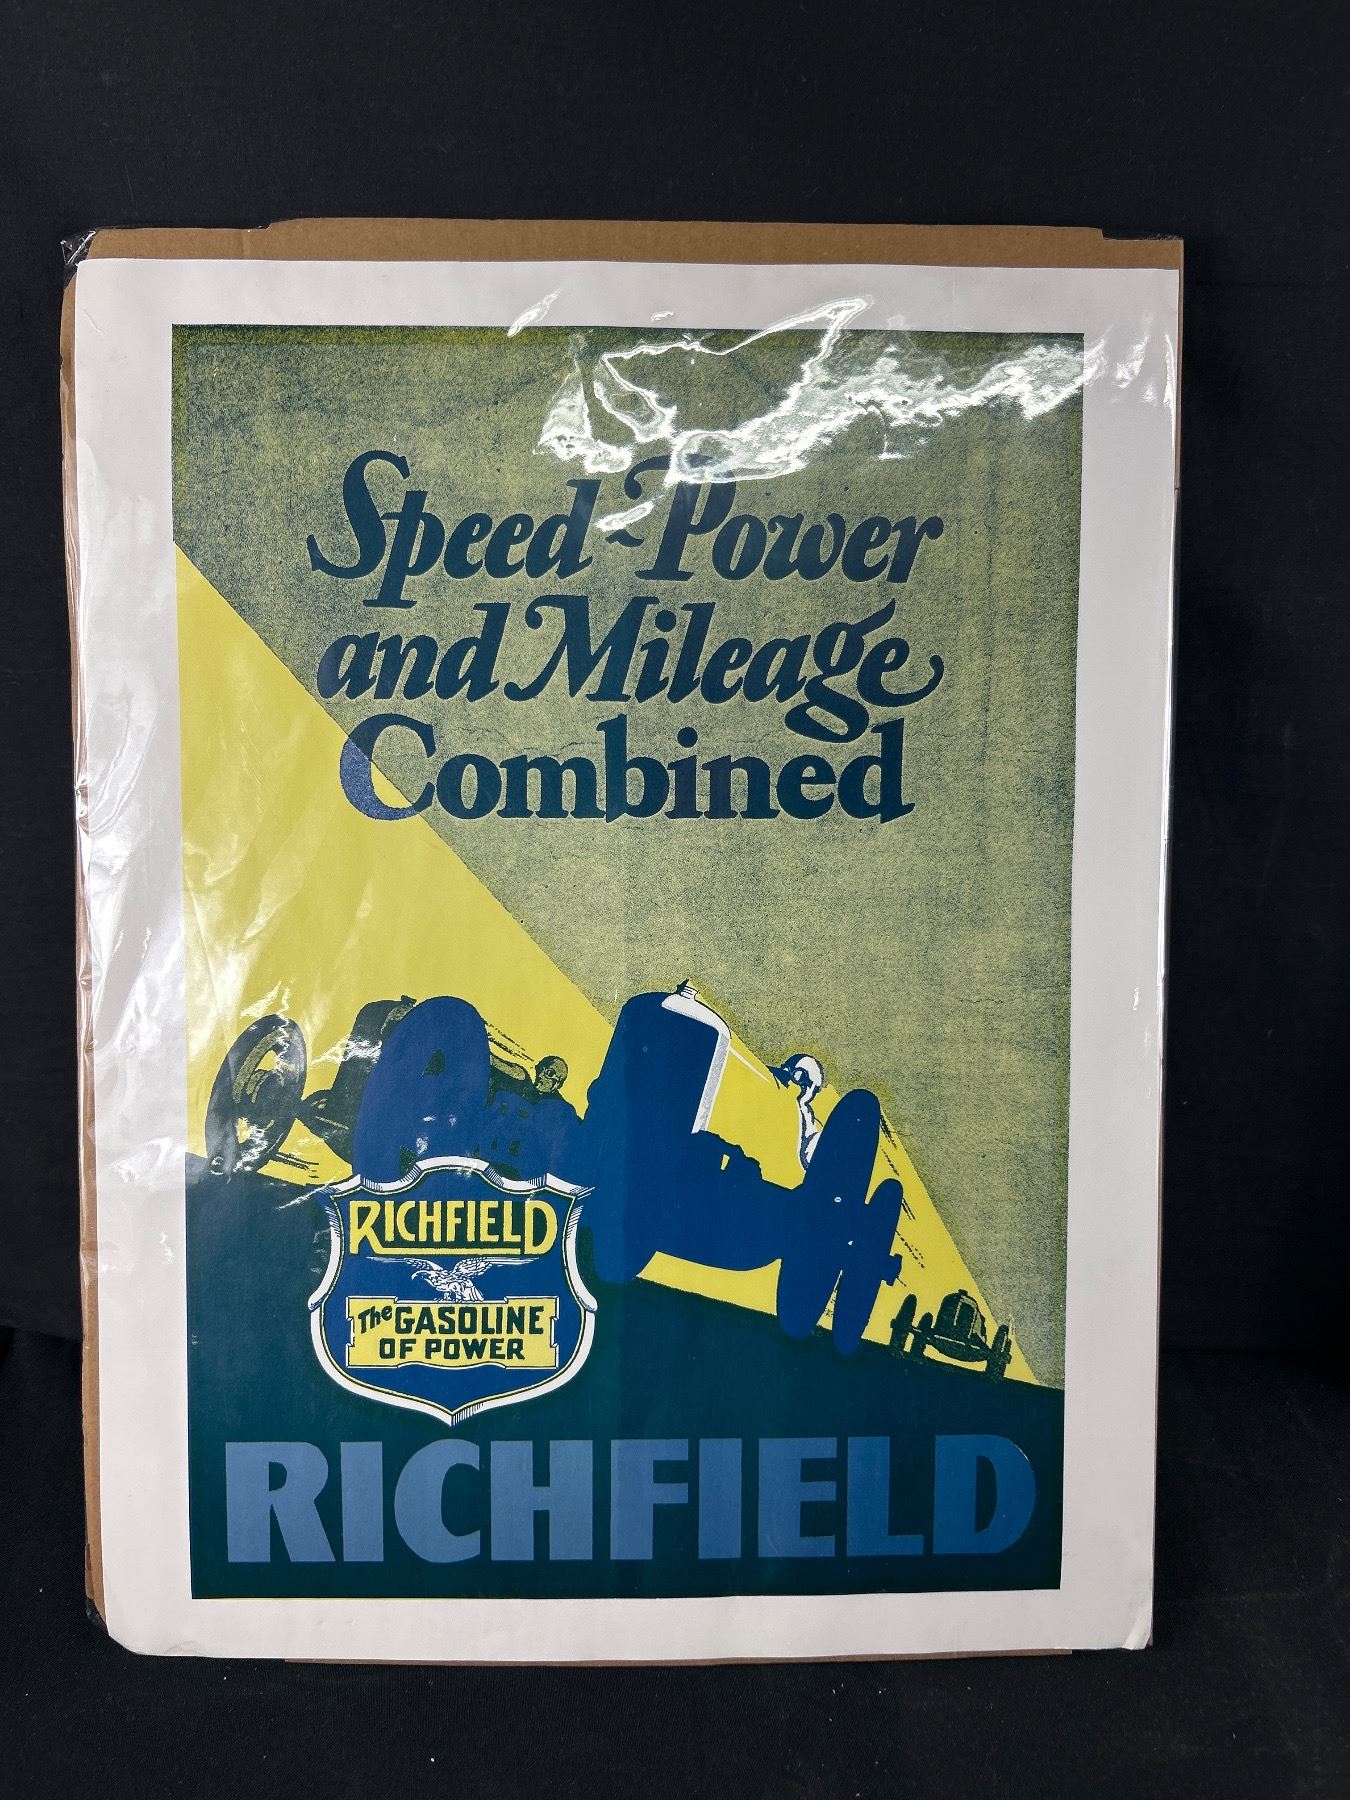 Speed~Power
and Mileage
Combined
RICHFIELD
The GASOLINE
OF POWER
RICHFIELD